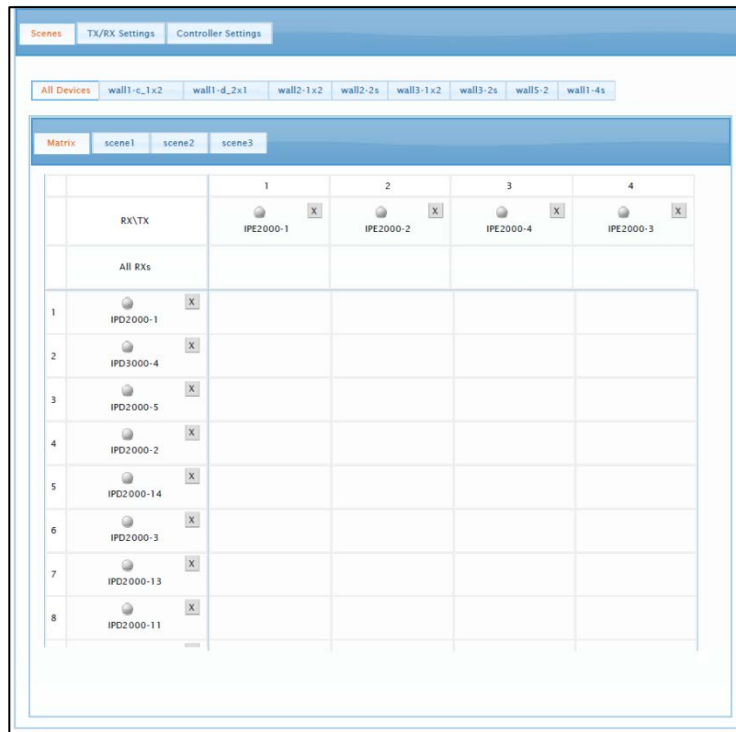 Scenes TX/RX Settings Controller Settings
All Devices wall1-c_1x2 wall1-d_2x1 wall2-1x2 wall2-2s wall3-1x2 wall3-2s wall5-2 wall1-4s
Matrix scene1 scene2 scene3
1 2 3 4
RX\TX X X X X
IPE2000-1 IPE2000-2 IPE2000-4 IPE2000-3
All RXs
1 X
IPD2000-1
2 X
IPD3000-4
3 X
IPD2000-5
4 X
IPD2000-2
5 X
IPD2000-14
6 X
IPD2000-3
7 X
IPD2000-13
8 X
IPD2000-11